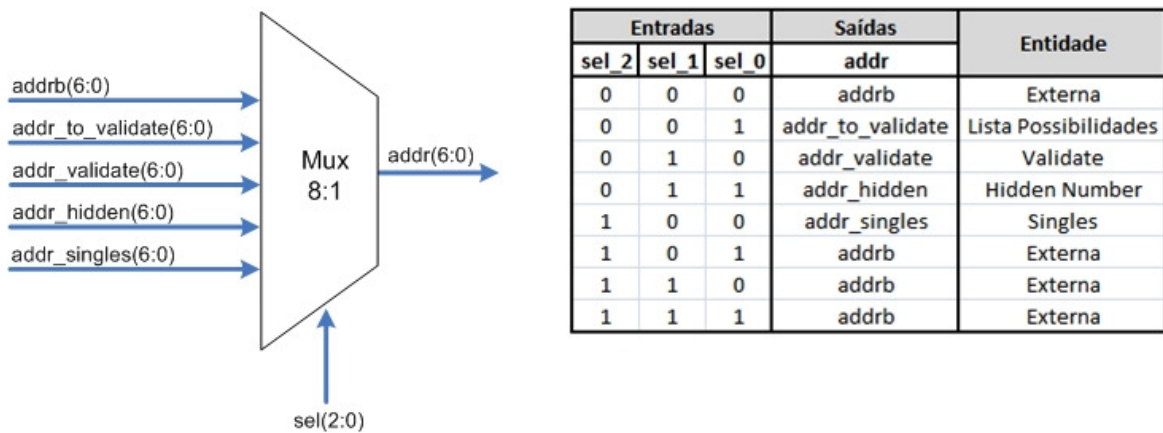 addrb(6:0)
addr_to_validate(6:0)
addr_validate(6:0)
addr_hidden(6:0)
addr_singles(6:0)
Mux
8:1
addr(6:0)
sel(2:0)
Entradas Saídas Entidade
sel_2 sel_1 sel_0 addr
0 0 0 addrb Externa
0 0 1 addr_to_validate Lista Possibilidades
0 1 0 addr_validate Validate
0 1 1 addr_hidden Hidden Number
1 0 0 addr_singles Singles
1 0 1 addrb Externa
1 1 0 addrb Externa
1 1 1 addrb Externa